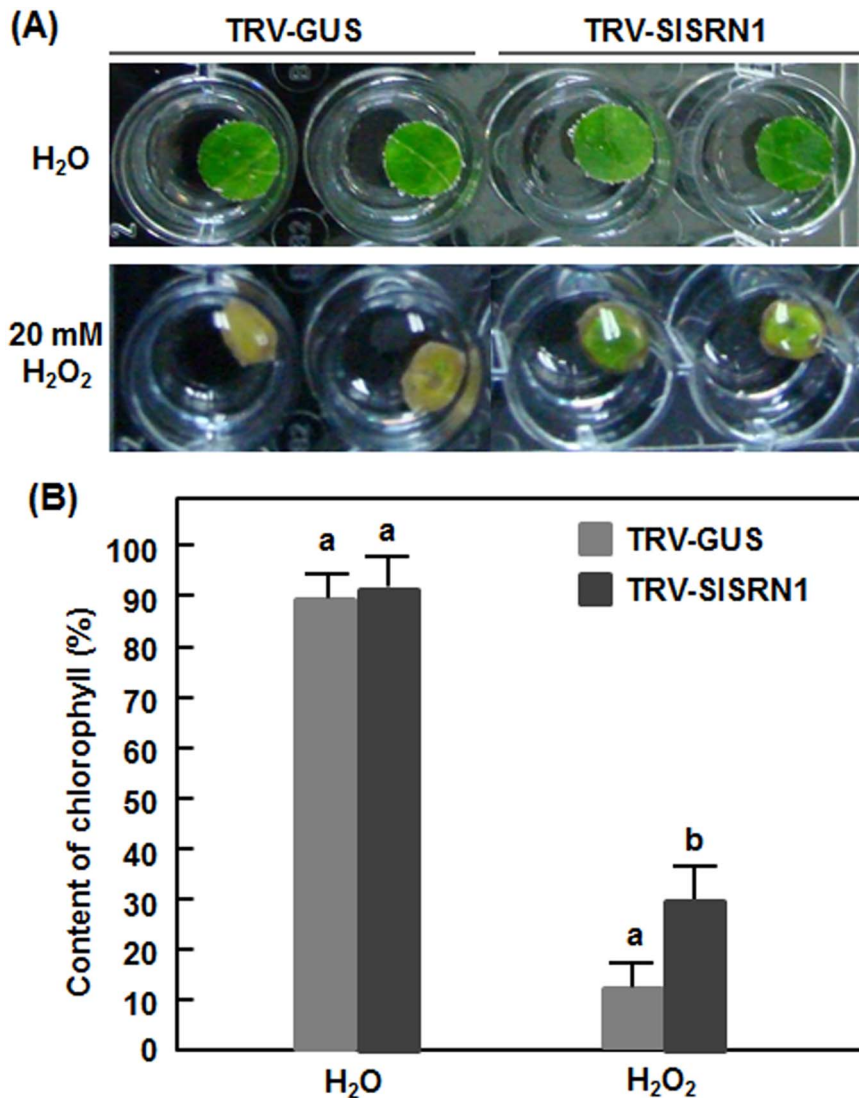 (A)
TRV-GUS TRV-SlSRN1
H₂O
20 mM
H₂O₂
(B)
Content of chlorophyll (%)
100
90
80
70
60
50
40
30
20
10
0
a a
a b
TRV-GUS
TRV-SlSRN1
H₂O H₂O₂